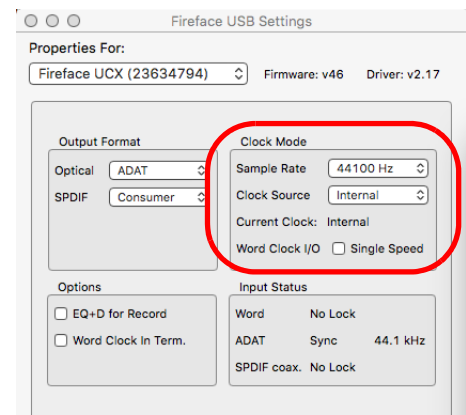 Fireface USB Settings
Properties For:
Fireface UCX (23634794)
Firmware: v46
Driver: v2.17
Output Format
Optical
ADAT
SPDIF
Consumer
Clock Mode
Sample Rate
44100 Hz
Clock Source
Internal
Current Clock: Internal
Word Clock I/O
Single Speed
Options
EQ+D for Record
Word Clock In Term.
Input Status
Word No Lock
ADAT Sync 44.1 kHz
SPDIF coax. No Lock